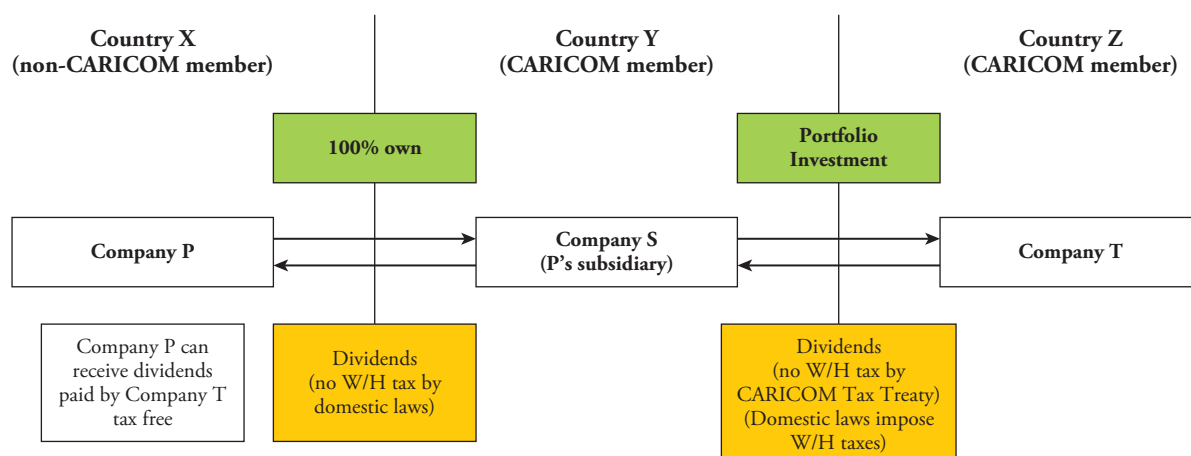 Country X
(non-CARICOM member)
Country Y
(CARICOM member)
Country Z
(CARICOM member)
100% own
Portfolio
Investment
Company P
Company S
(P's subsidiary)
Company T
Company P can
receive dividends
paid by Company T
tax free
Dividends
(no W/H tax by
domestic laws)
Dividends
(no W/H tax by
CARICOM Tax Treaty)
(Domestic laws impose
W/H taxes)